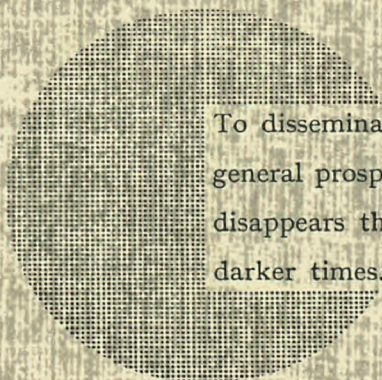 To dissemina
general prosp
disappears th
darker times.